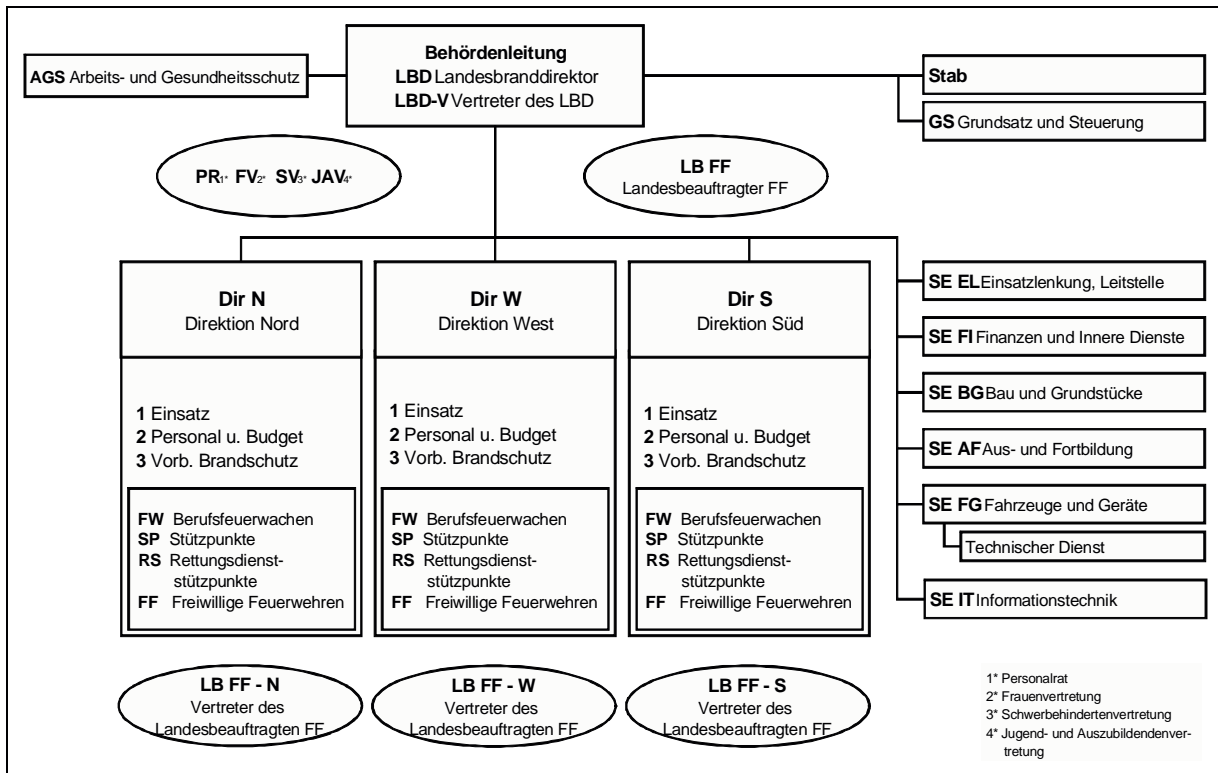 Behördenleitung
LBD Landesbranddirektor
LBD-V Vertreter des LBD
AGS Arbeits- und Gesundheitsschutz
Stab
GS Grundsatz und Steuerung
PR1* FV2* SV3* JAV4*
LB FF
Landesbeauftragter FF
Dir N
Direktion Nord
1 Einsatz
2 Personal u. Budget
3 Vorb. Brandschutz
FW Berufsfeuerwachen
SP Stützpunkte
RS Rettungsdienst-
stützpunkte
FF Freiwillige Feuerwehren
Dir W
Direktion West
1 Einsatz
2 Personal u. Budget
3 Vorb. Brandschutz
FW Berufsfeuerwachen
SP Stützpunkte
RS Rettungsdienst-
stützpunkte
FF Freiwillige Feuerwehren
Dir S
Direktion Süd
1 Einsatz
2 Personal u. Budget
3 Vorb. Brandschutz
FW Berufsfeuerwachen
SP Stützpunkte
RS Rettungsdienst-
stützpunkte
FF Freiwillige Feuerwehren
SE EL Einsatzlenkung, Leitstelle
SE FI Finanzen und Innere Dienste
SE BG Bau und Grundstücke
SE AF Aus- und Fortbildung
SE FG Fahrzeuge und Geräte
Technischer Dienst
SE IT Informationstechnik
LB FF - N
Vertreter des
Landesbeauftragten FF
LB FF - W
Vertreter des
Landesbeauftragten FF
LB FF - S
Vertreter des
Landesbeauftragten FF
1* Personalrat
2* Frauenvertretung
3* Schwerbehindertenvertretung
4* Jugend- und Auszubildendenver-
tretung